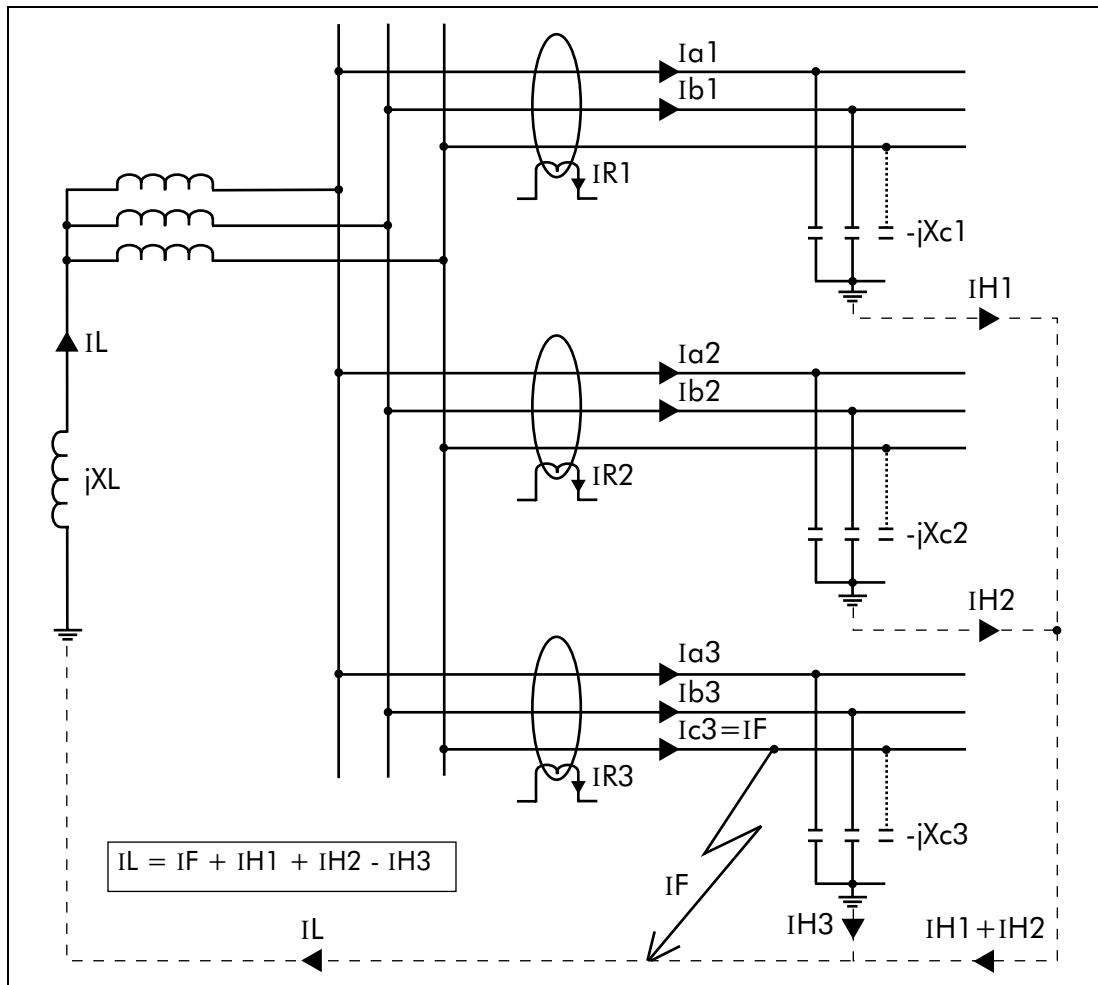 Ia1
Ib1
IR1
-jXc1
IH1
IL
Ia2
Ib2
jXL
IR2
-jXc2
IH2
Ia3
Ib3
Ic3=IF
IR3
-jXc3
IL = IF + IH1 + IH2 - IH3
IF
IL
IH3
IH1+IH2